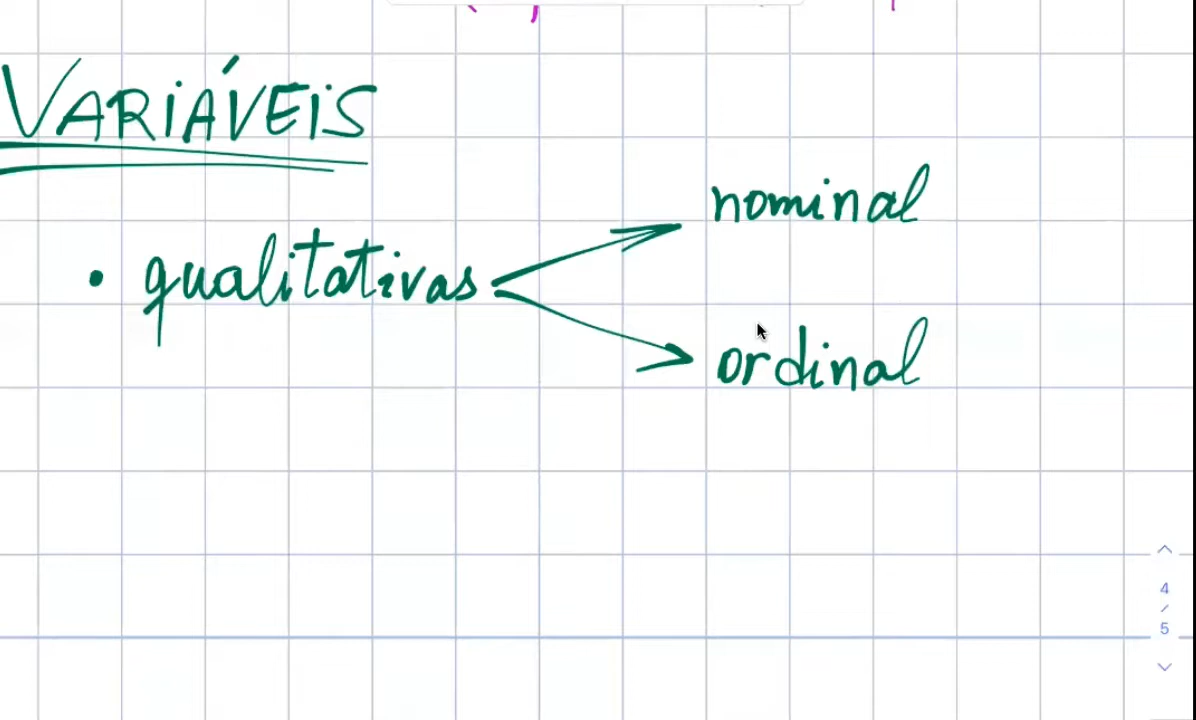 VARIÁVEIS
nominal
• qualitativas
ordinal
4
/
5